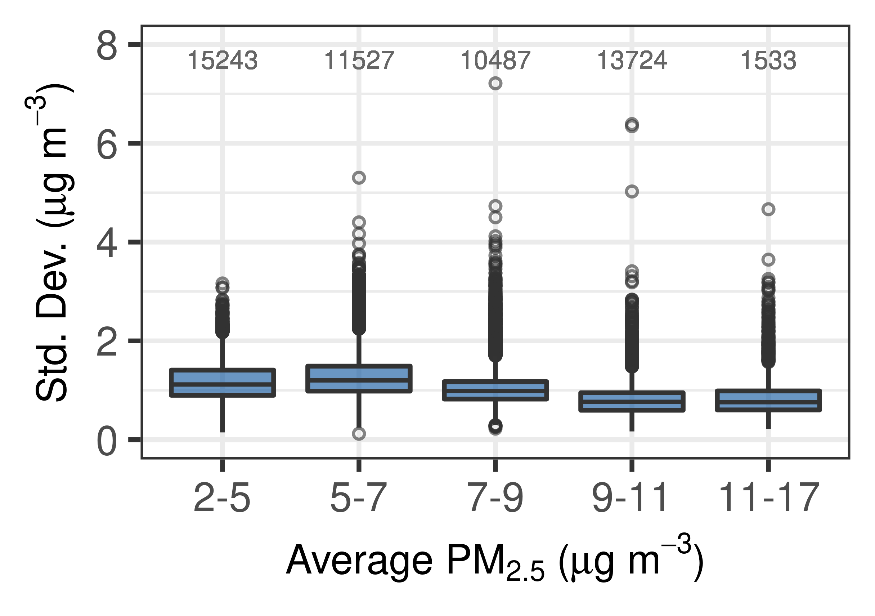 Std. Dev. (μg m⁻³)
8
6
4
2
0
15243 11527 10487 13724 1533
2-5 5-7 7-9 9-11 11-17
Average PM₂.₅ (μg m⁻³)